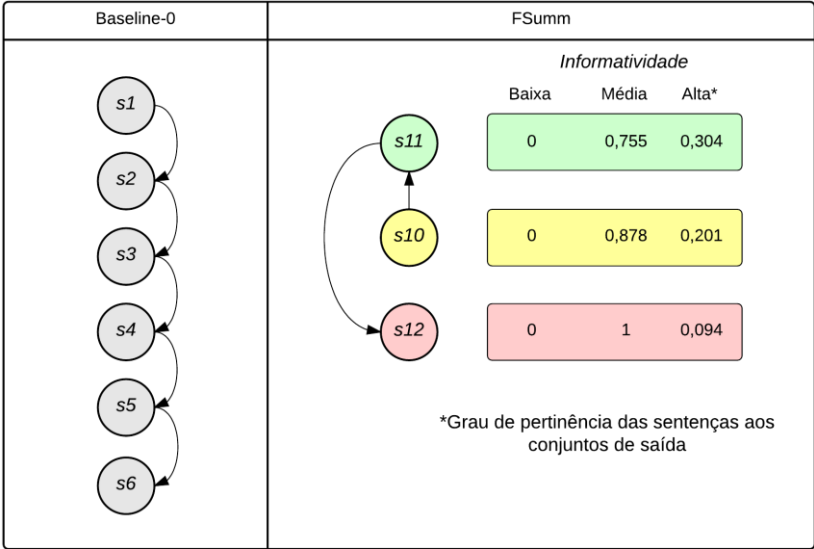 Baseline-0
FSumm
s1
s2
s3
s4
s5
s6
Informatividade
Baixa Média Alta*
s11 0 0,755 0,304
s10 0 0,878 0,201
s12 0 1 0,094
*Grau de pertinência das sentenças aos
conjuntos de saída